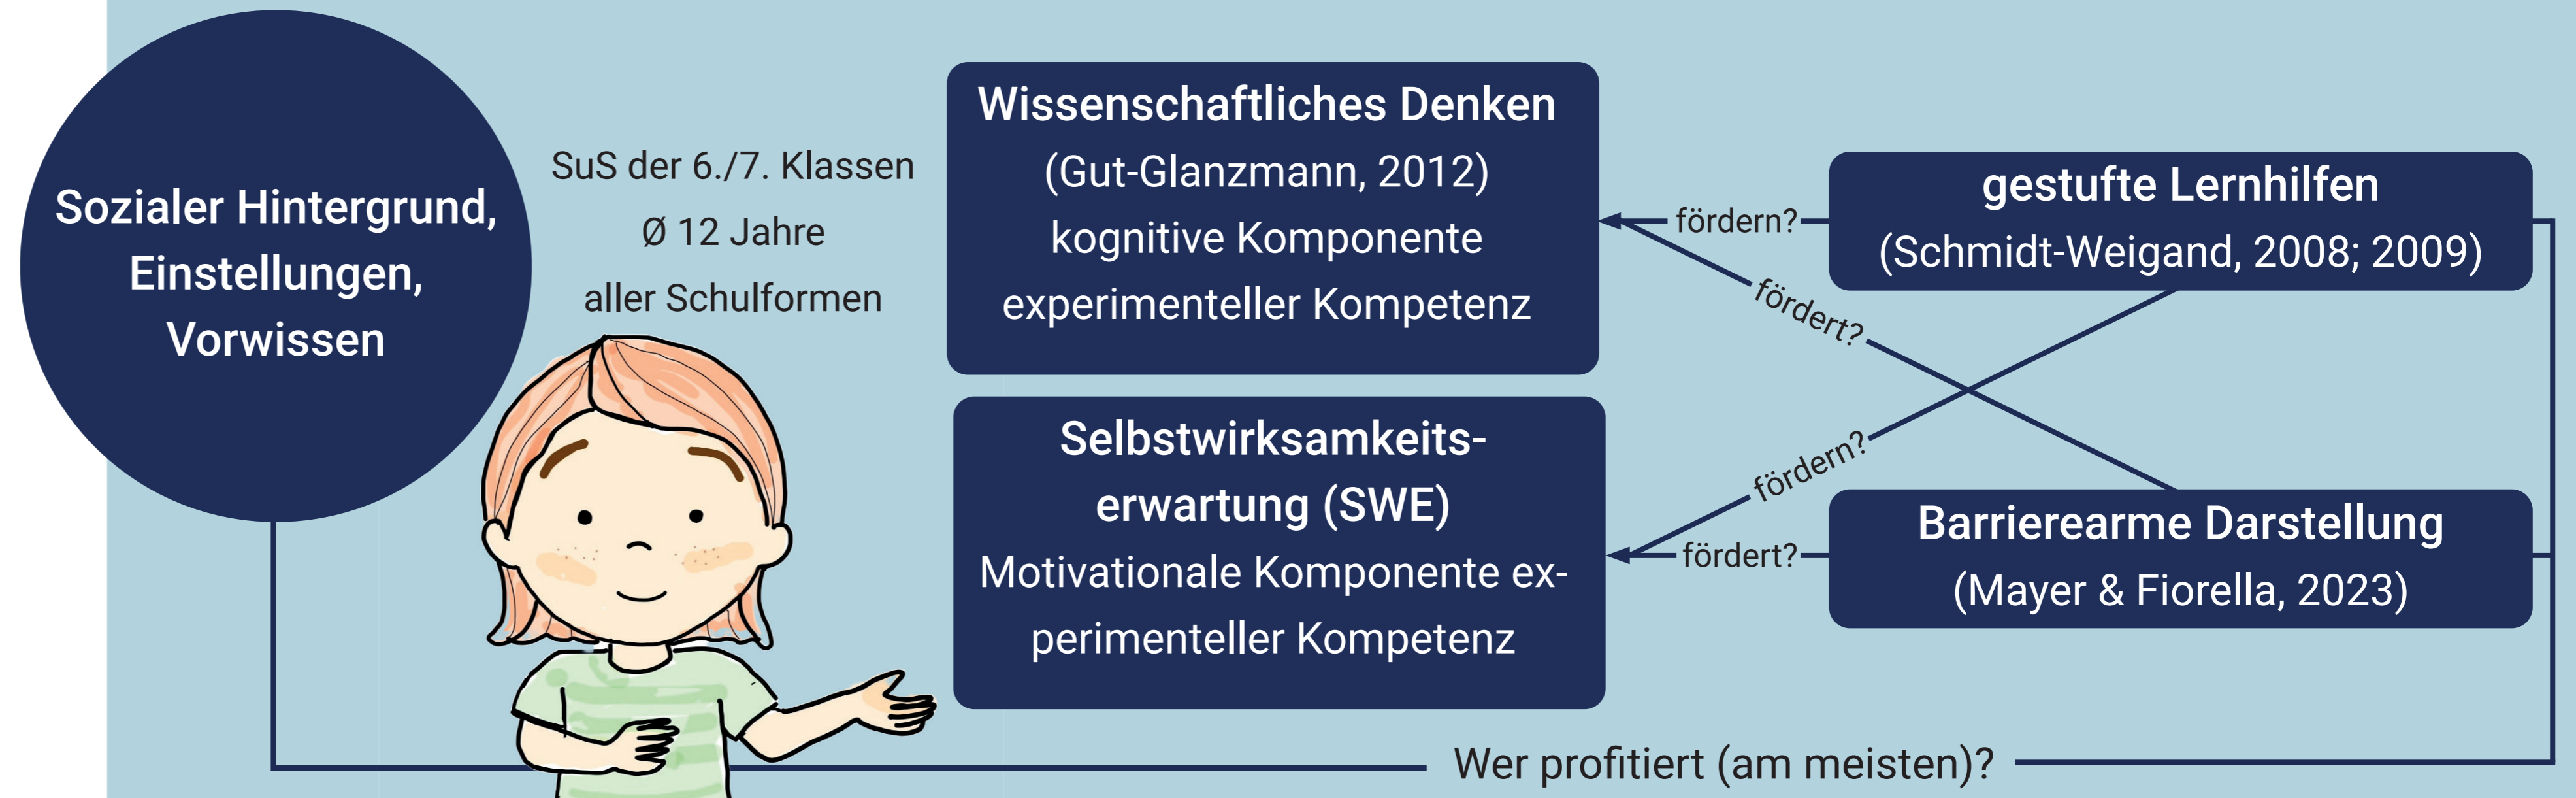 Sozialer Hintergrund,
Einstellungen,
Vorwissen
SuS der 6./7. Klassen
Ø 12 Jahre
aller Schulformen
Wissenschaftliches Denken
(Gut-Glanzmann, 2012)
kognitive Komponente
experimenteller Kompetenz
Selbstwirksamkeits-
erwartung (SWE)
Motivationale Komponente ex-
perimenteller Kompetenz
fördern?
fördert?
fördern?
fördert?
gestufte Lernhilfen
(Schmidt-Weigand, 2008; 2009)
Barrierearme Darstellung
(Mayer & Fiorella, 2023)
Wer profitiert (am meisten)?